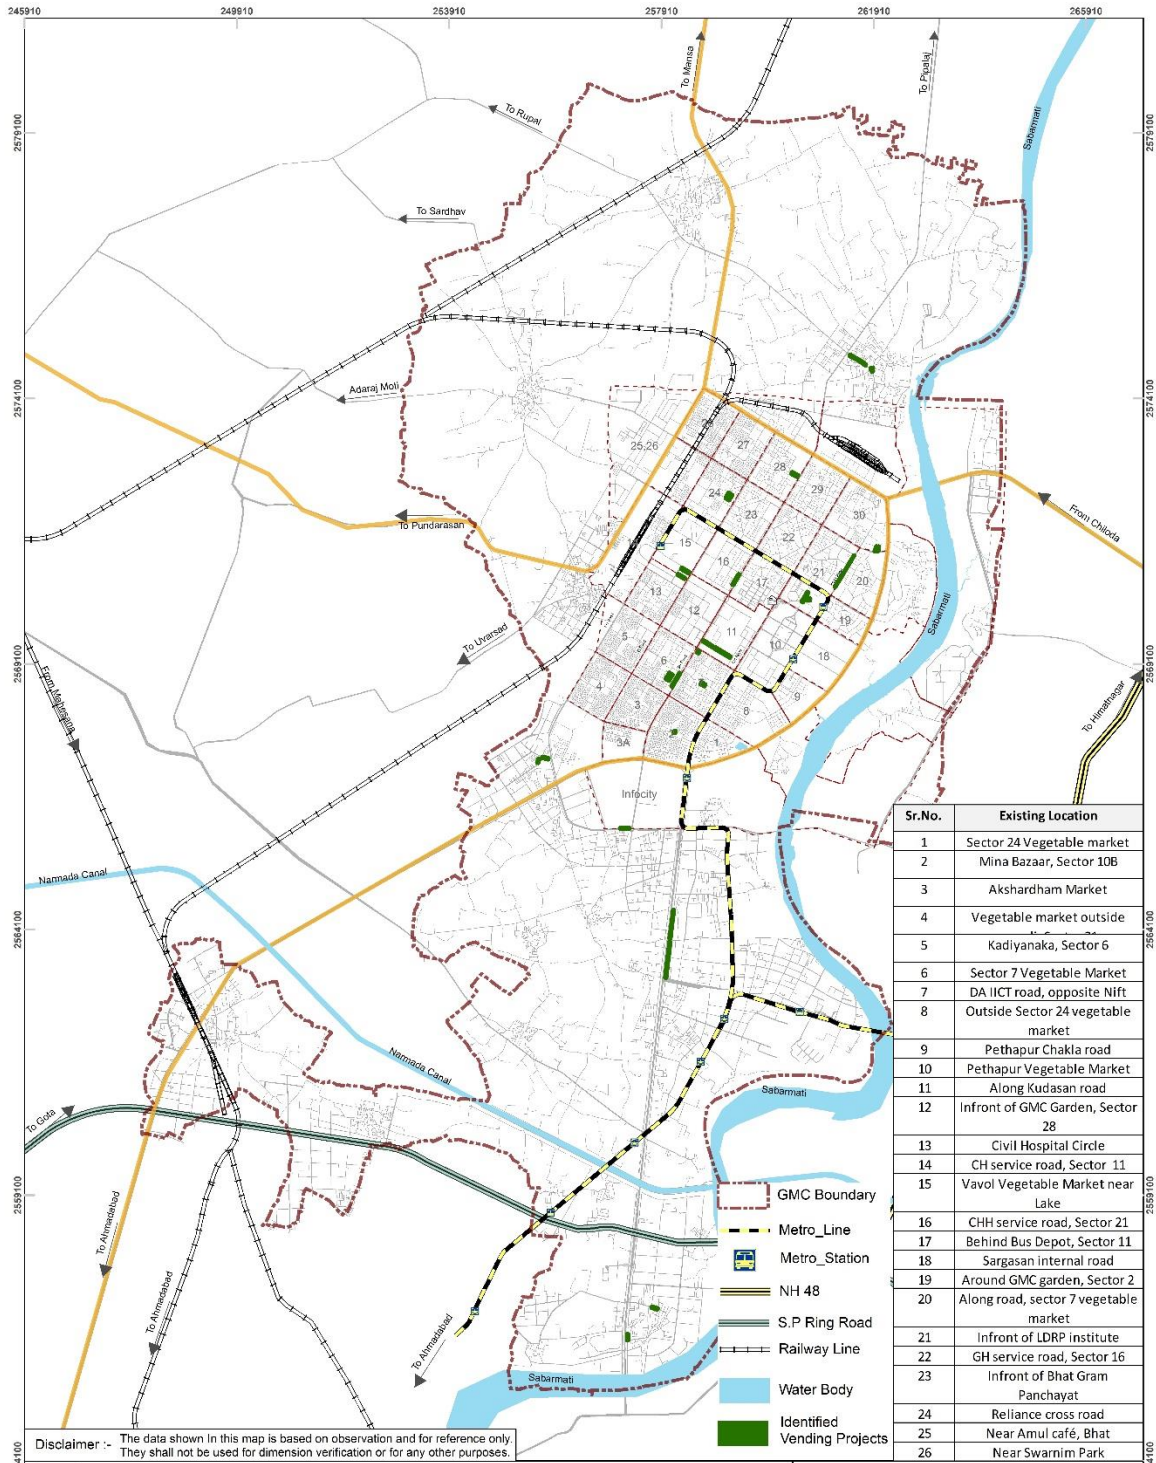 245910 249910 253910 257910 261910 265910
To Mansa
To Pipalaj
To Rupal
Sabarmati
2579100 2579100
To Sardhav
Adaraj Moli
2574100 2574100
25,26
27
28
24
29
30
23
From Chiloda
To Pundarasan
22
15
16
21
17
20
13
12
19
Sabarmati
To Uvarsad
5
11
10
18
2569100 2569100
From Mehsana
6
4
9
3
8
To Himatnagar
3A
1
Infocity
Narmada Canal
2564100 2564100
Narmada Canal
Sabarmati
To Gota
2559100 2559100
To Ahmadabad
To Ahmadabad
To Ahmadabad
Sabarmati
4100 4100
GMC Boundary
Metro_Line
Metro_Station
NH 48
S.P Ring Road
Railway Line
Water Body
Identified
Vending Projects
Sr.No. Existing Location
1 Sector 24 Vegetable market
2 Mina Bazaar, Sector 10B
3 Akshardham Market
4 Vegetable market outside
5 Kadiyanaka, Sector 6
6 Sector 7 Vegetable Market
7 DA IICT road, opposite Nift
8 Outside Sector 24 vegetable
market
9 Pethapur Chakla road
10 Pethapur Vegetable Market
11 Along Kudasan road
12 Infront of GMC Garden, Sector
28
13 Civil Hospital Circle
14 CH service road, Sector 11
15 Vavol Vegetable Market near
Lake
16 CHH service road, Sector 21
17 Behind Bus Depot, Sector 11
18 Sargasan internal road
19 Around GMC garden, Sector 2
20 Along road, sector 7 vegetable
market
21 Infront of LDRP institute
22 GH service road, Sector 16
23 Infront of Bhat Gram
Panchayat
24 Reliance cross road
25 Near Amul café, Bhat
26 Near Swarnim Park
Disclaimer :- The data shown In this map is based on observation and for reference only.
They shall not be used for dimension verification or for any other purposes.